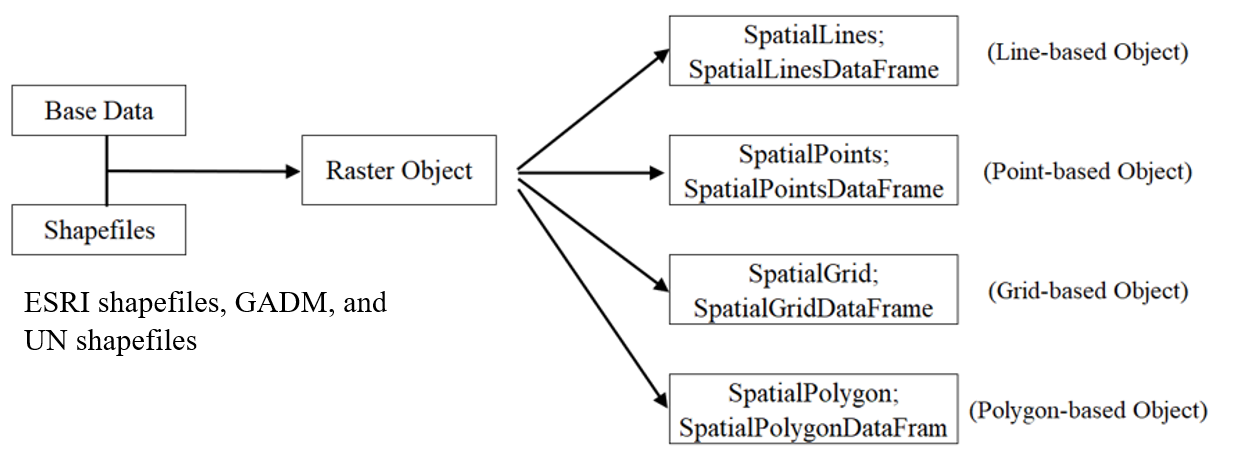 Base Data
Shapefiles
ESRI shapefiles, GADM, and
UN shapefiles
Raster Object
SpatialLines;
SpatialLinesDataFrame
(Line-based Object)
SpatialPoints;
SpatialPointsDataFrame
(Point-based Object)
SpatialGrid;
SpatialGridDataFrame
(Grid-based Object)
SpatialPolygon;
SpatialPolygonDataFram
(Polygon-based Object)